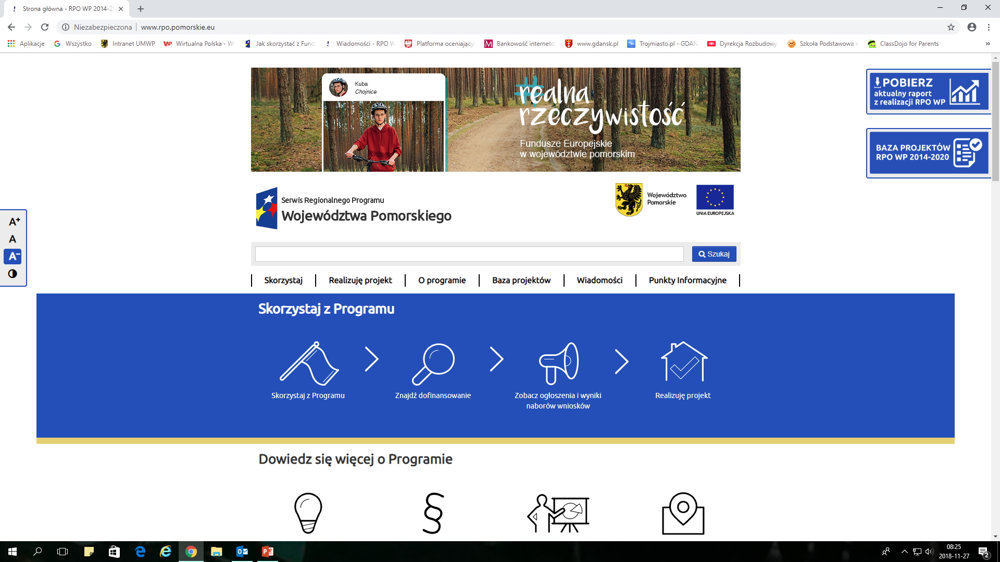 Strona główna - RPO WP 2014-2
Niezabezpieczona
www.rpo.pomorskie.eu
Aplikacje
Wszystko
Intranet UMWP
Wirtualna Polska - W
Jak skorzystać z Fund
Wiadomości - RPO W
Platforma oceniający
Bankowość interneto
www.gdansk.pl
Trojmiasto.pl - GDAŃ
Dyrekcja Rozbudowy
Szkoła Podstawowa
ClassDojo for Parents
Kuba
Chojnice
#realna
rzeczywistość
Fundusze Europejskie
w województwie pomorskim
POBIERZ
aktualny raport
z realizacji RPO WP
BAZA PROJEKTÓW
RPO WP 2014-2020
Serwis Regionalnego Programu
Województwa Pomorskiego
Województwo
Pomorskie
UNIA EUROPEJSKA
A+
A
A−
Szukaj
Skorzystaj
Realizuję projekt
O programie
Baza projektów
Wiadomości
Punkty Informacyjne
Skorzystaj z Programu
Skorzystaj z Programu
Znajdź dofinansowanie
Zobacz ogłoszenia i wyniki
naborów wniosków
Realizuję projekt
Dowiedz się więcej o Programie
§
08:25
2018-11-27
2